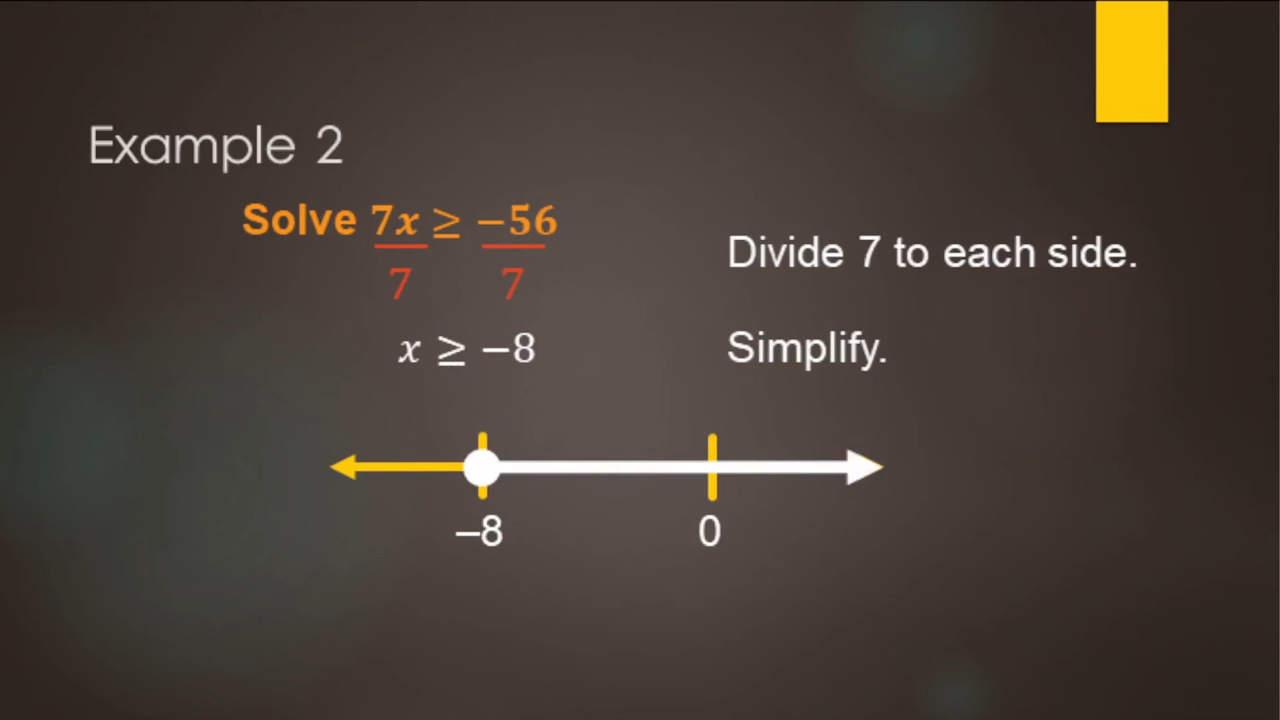 Example 2
Solve 7x ≥ −56
7 7
Divide 7 to each side.
x ≥ −8
Simplify.
–8 0